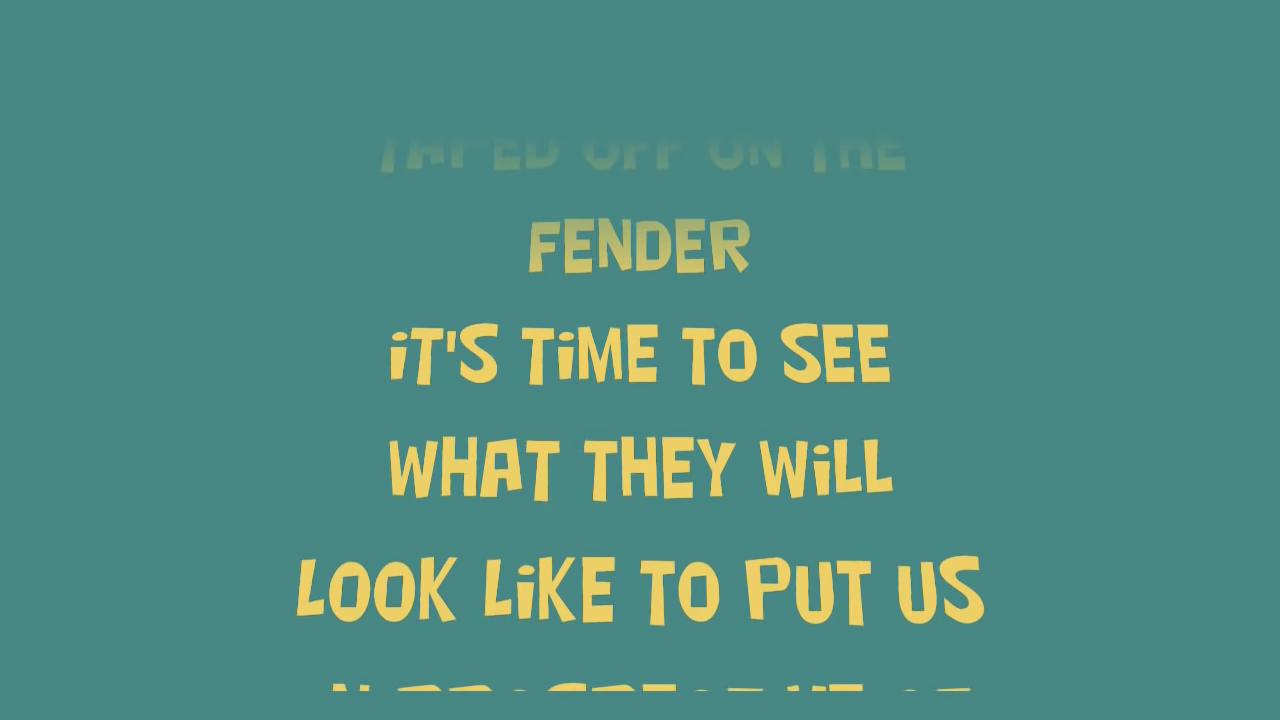 TAPED OFF ON THE
FENDER
iT'S TiME TO SEE
WHAT THEY WiLL
LOOK LiKE TO PUT US